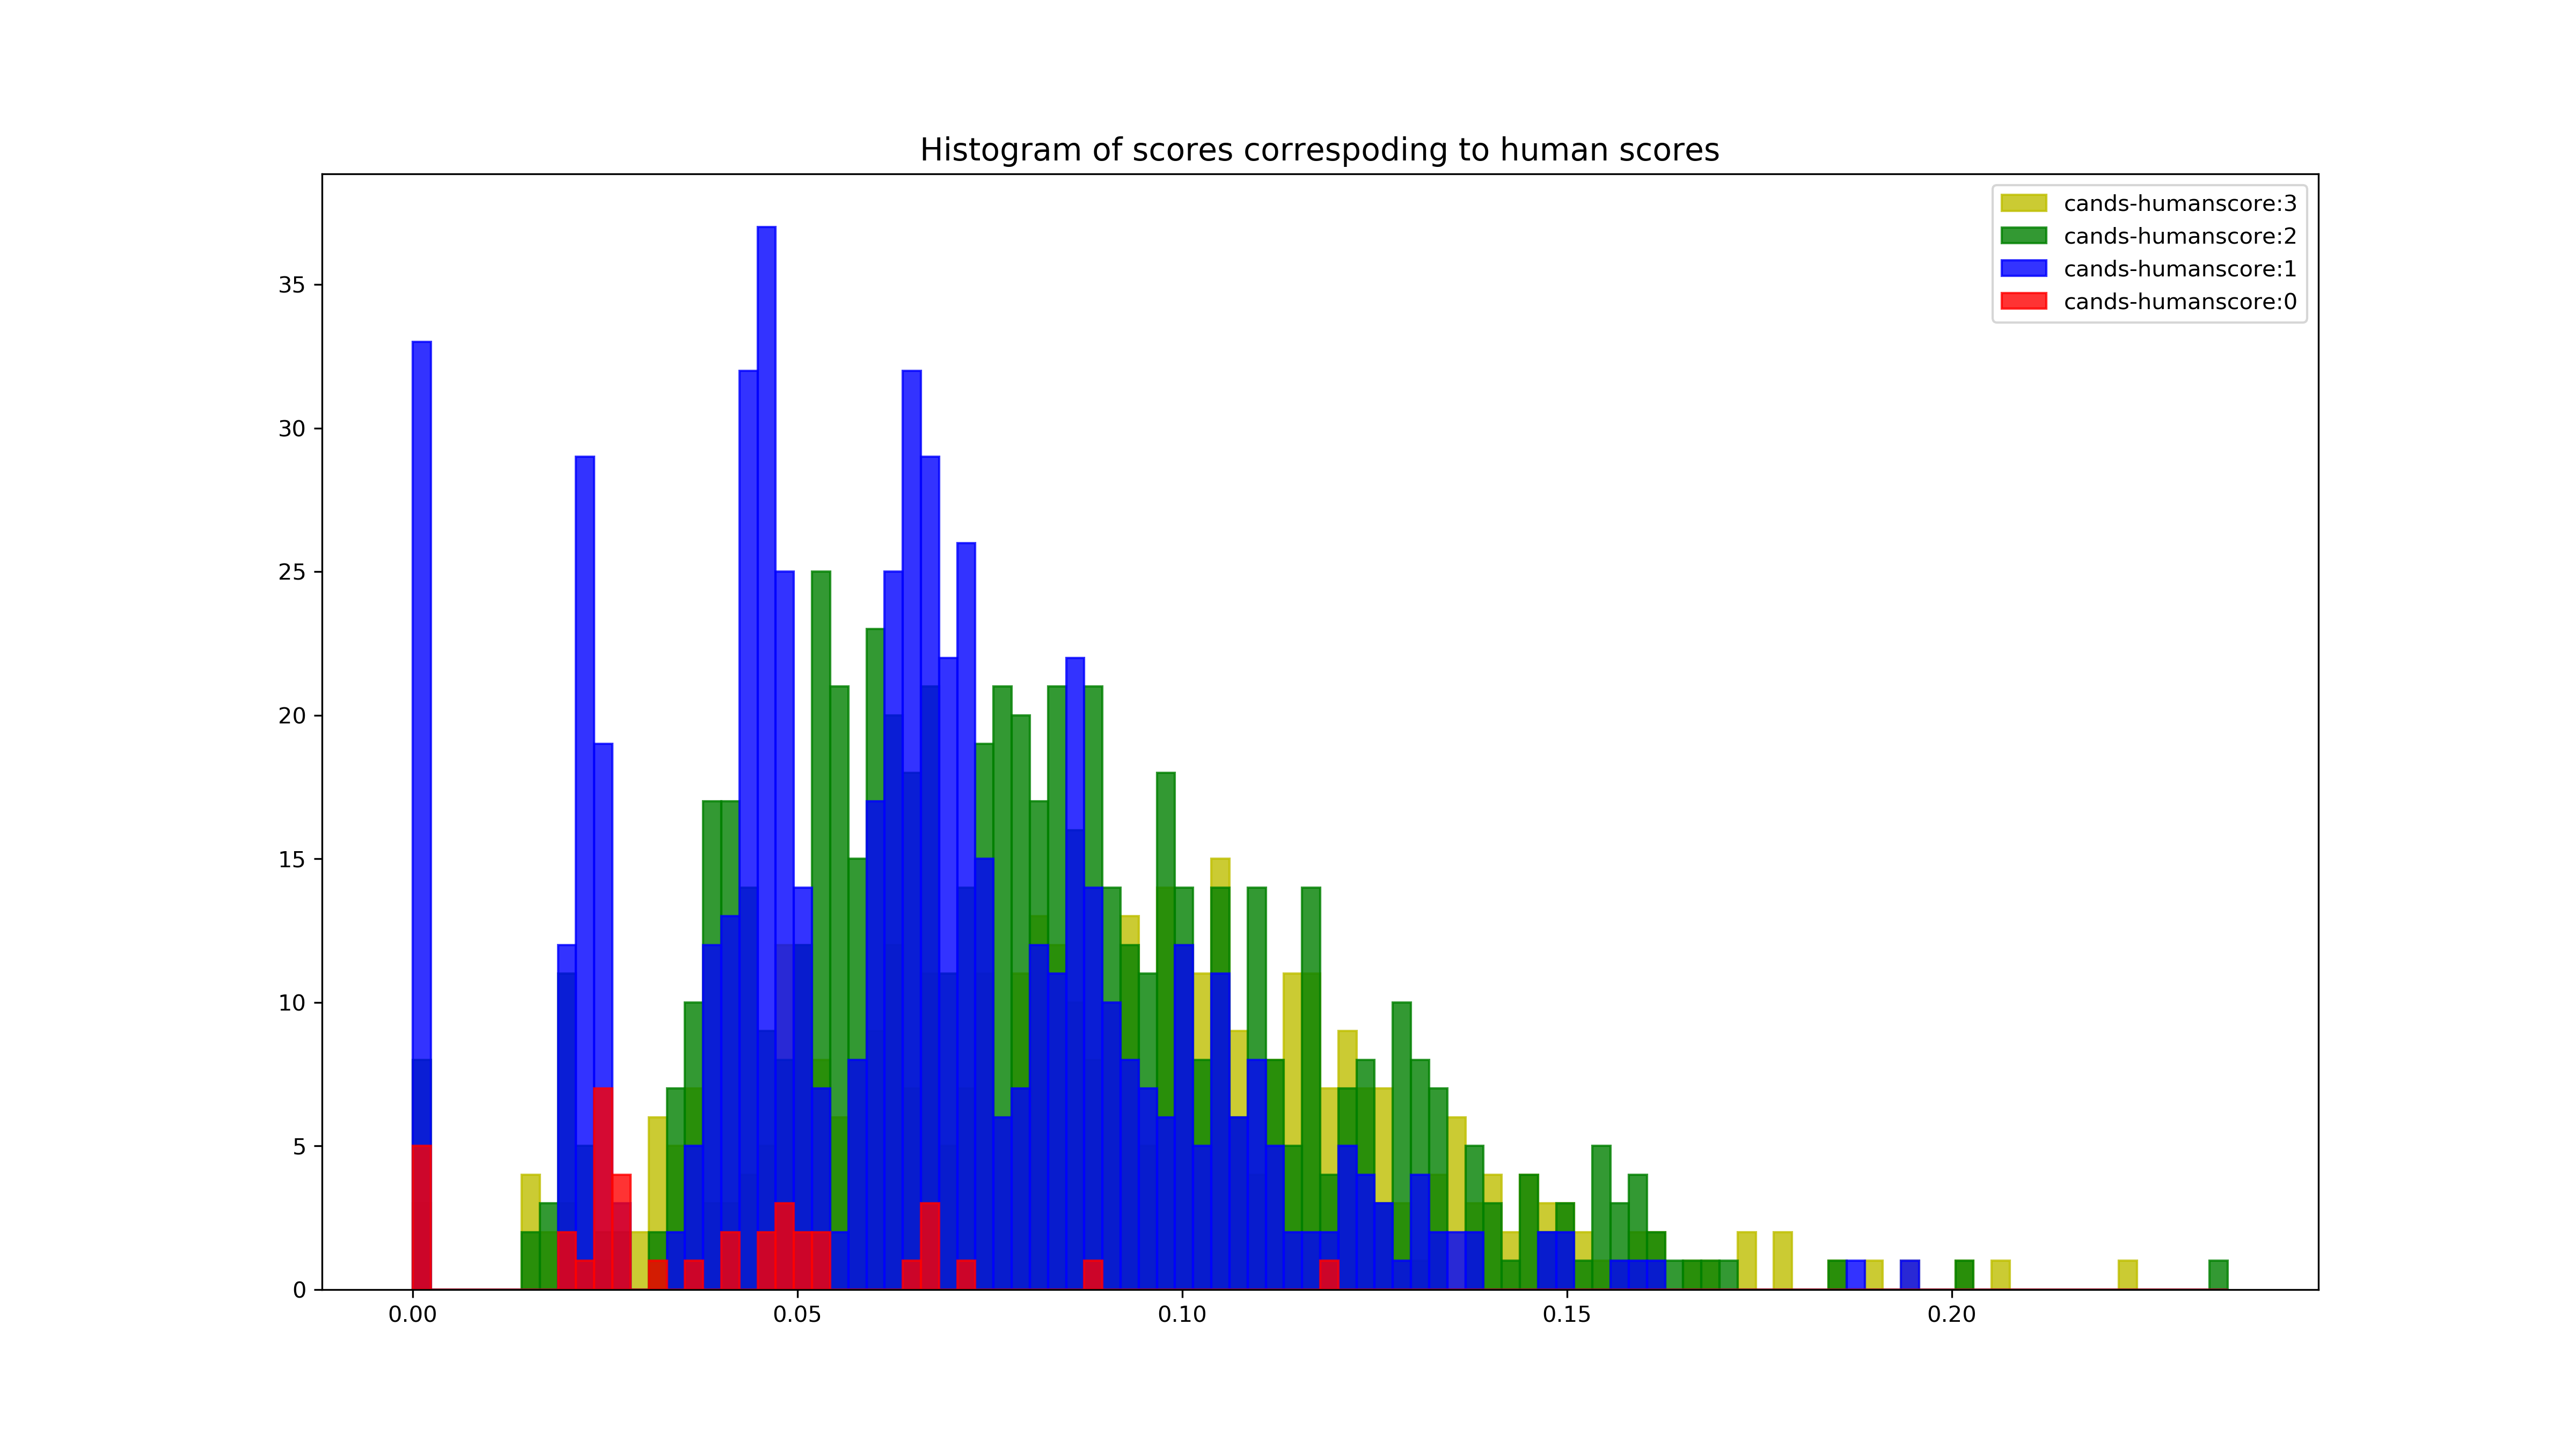 Histogram of scores correspoding to human scores
cands-humanscore:3
cands-humanscore:2
cands-humanscore:1
cands-humanscore:0
35
30
25
20
15
10
5
0
0.00 0.05 0.10 0.15 0.20